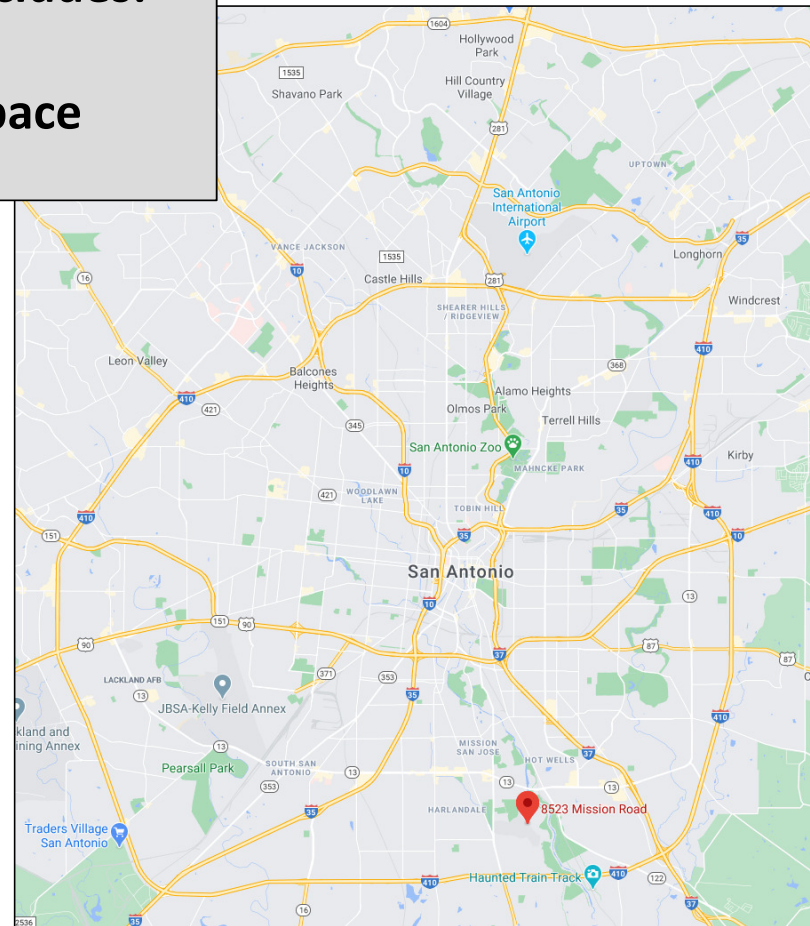 pace
1604
Hollywood
Park
1535
Shavano Park
Hill Country
Village
281
UPTOWN
San Antonio
International
Airport
VANCE JACKSON
1535
35
Longhorn
10
16
Castle Hills
281
Windcrest
SHEARER HILLS
/ RIDGEVIEW
410
Leon Valley
368
Balcones
Heights
Alamo Heights
410
421
Olmos Park
Terrell Hills
345
San Antonio Zoo
Kirby
410
MAHNCKE PARK
10
WOODLAWN
LAKE
421
TOBIN HILL
35
410
410
151
35
10
San Antonio
10
13
151
90
90
87
37
87
371
353
LACKLAND AFB
13
35
JBSA-Kelly Field Annex
kland and
ining Annex
410
13
MISSION
SAN JOSE
HOT WELLS
37
Pearsall Park
SOUTH SAN
ANTONIO
13
353
13
13
HARLANDALE
8523 Mission Road
35
Traders Village
San Antonio
Haunted Train Track
410
410
122
16
37
2536
35